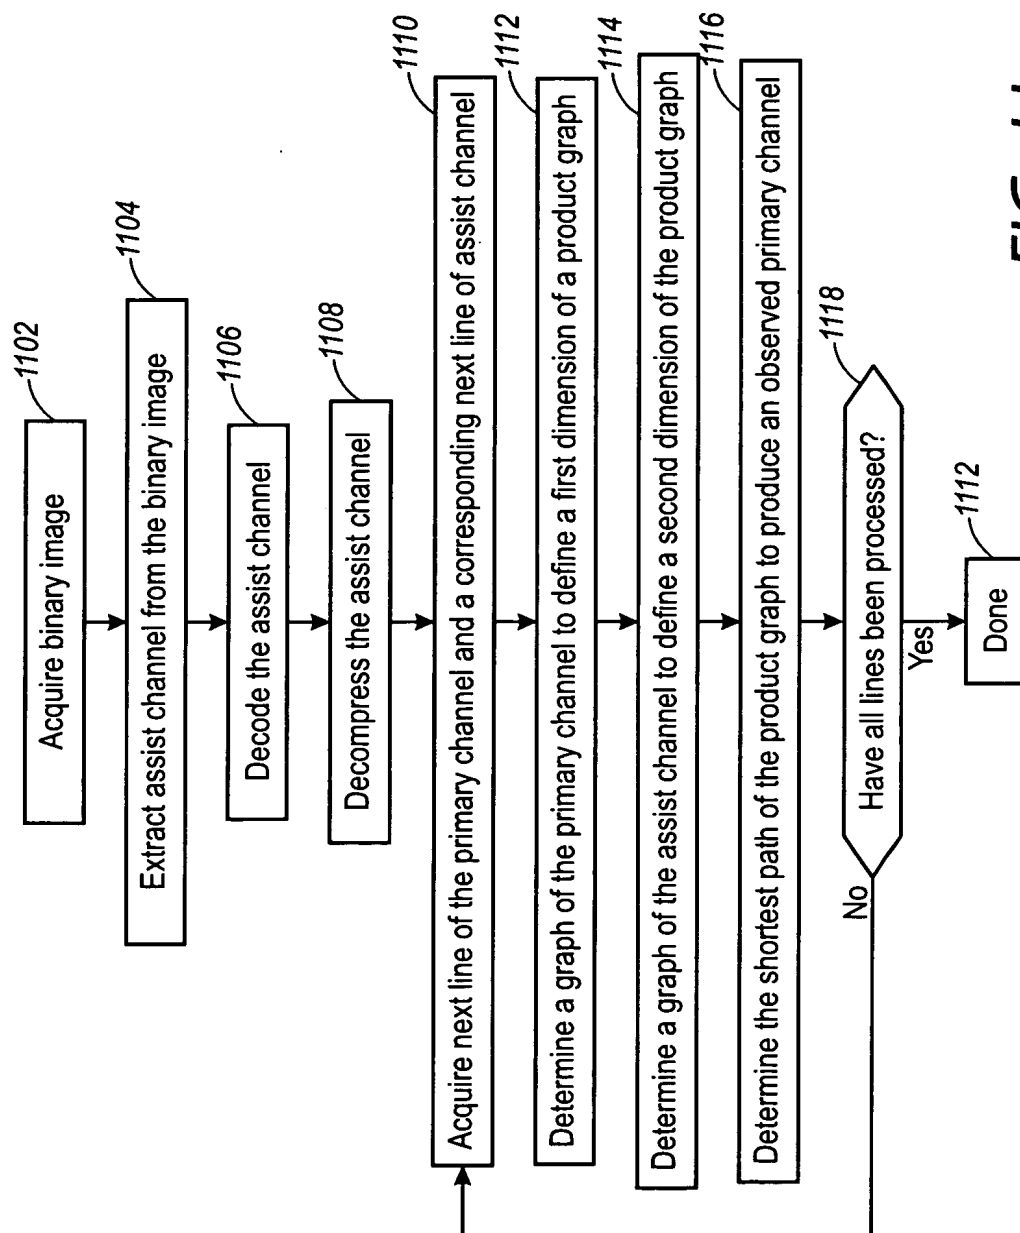 1102
Acquire binary image
1104
Extract assist channel from the binary image
1106
Decode the assist channel
1108
Decompress the assist channel
1110
Acquire next line of the primary channel and a corresponding next line of assist channel
1112
Determine a graph of the primary channel to define a first dimension of a product graph
1114
Determine a graph of the assist channel to define a second dimension of the product graph
1116
Determine the shortest path of the product graph to produce an observed primary channel
1118
Have all lines been processed?
No
Yes
1112
Done